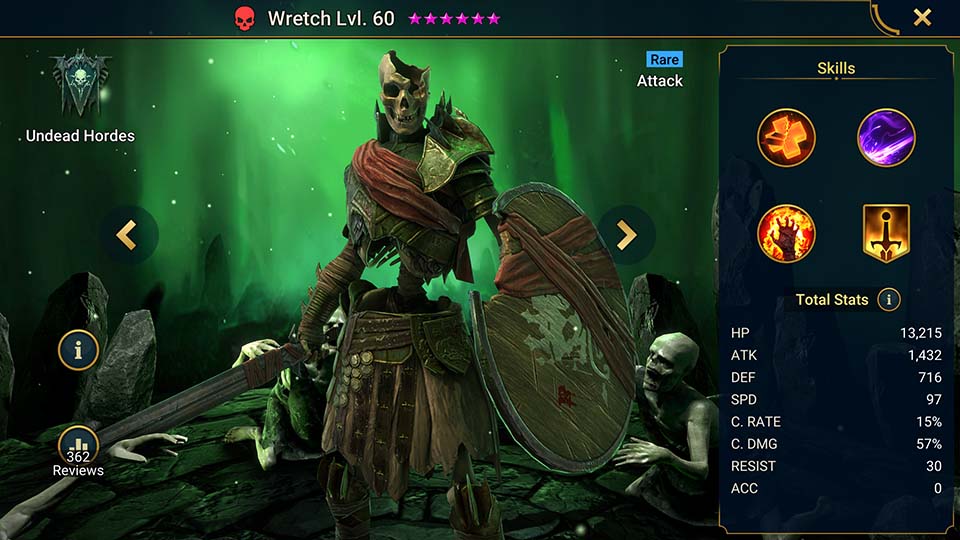 Wretch Lvl. 60
Rare
Attack
Undead Hordes
Skills
Total Stats
i
HP 13,215
ATK 1,432
DEF 716
SPD 97
C. RATE 15%
C. DMG 57%
RESIST 30
ACC 0
i
362
Reviews